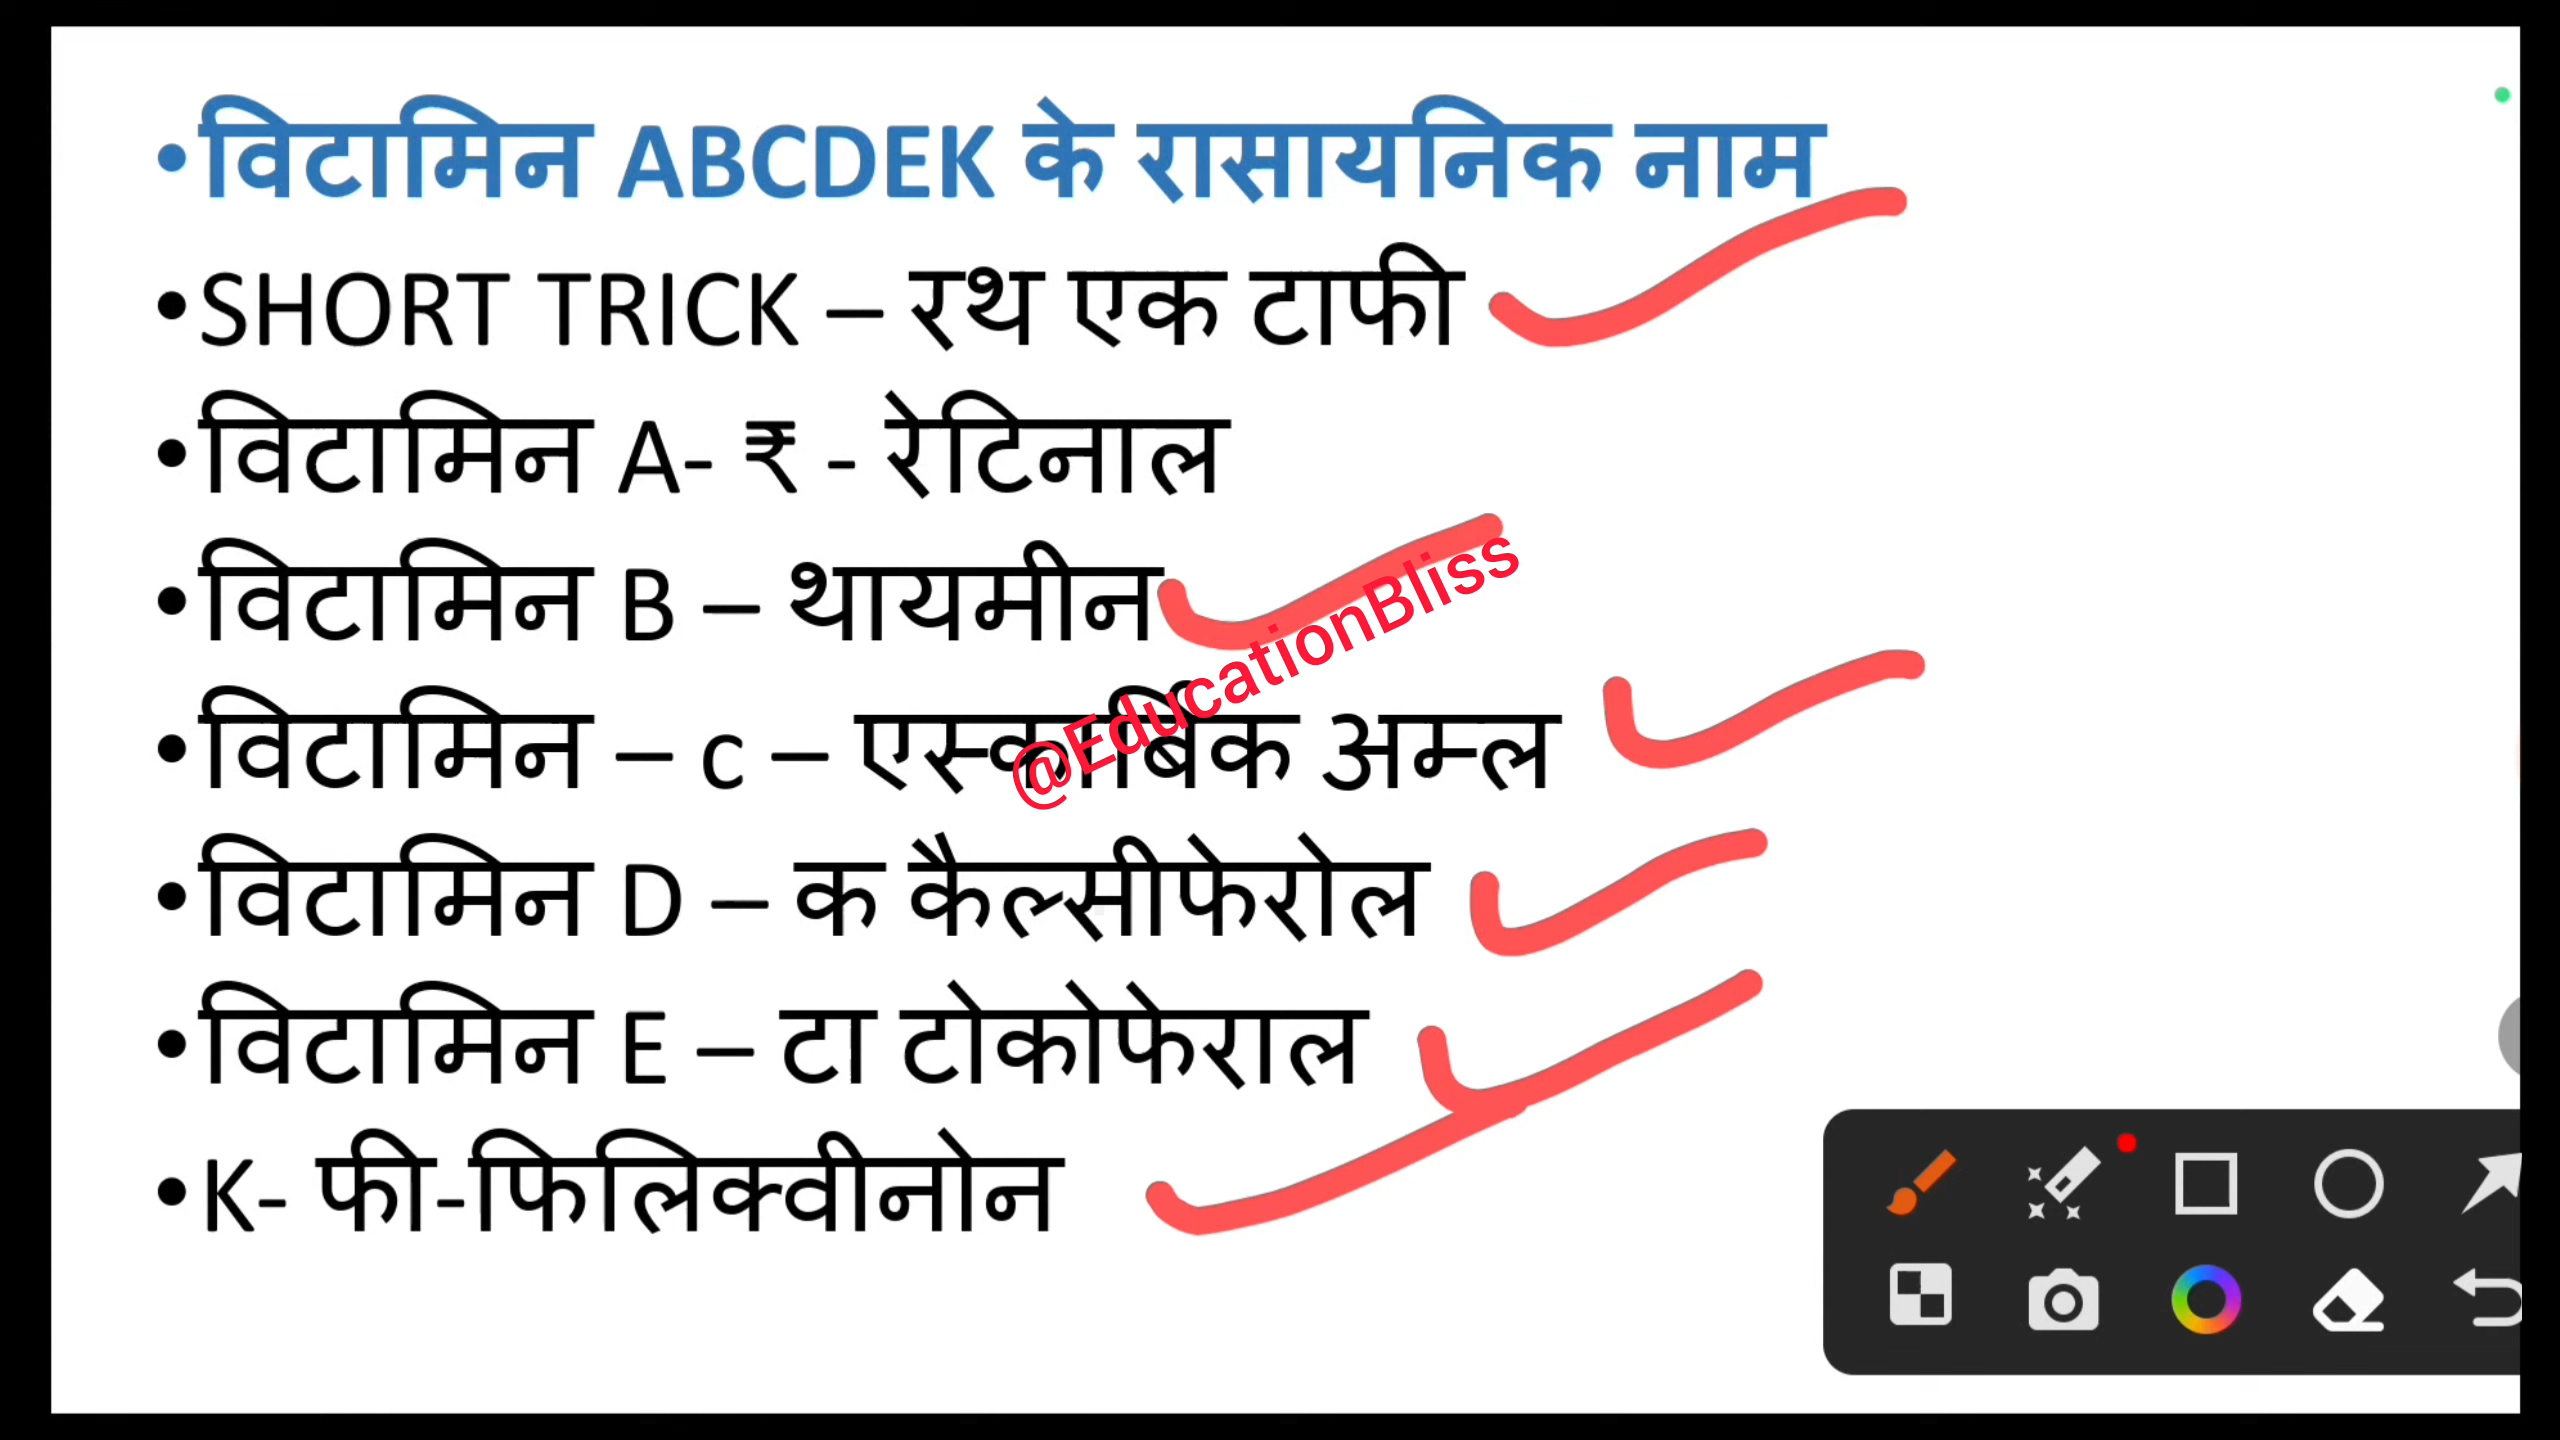 •विटामिन ABCDEK के रासायनिक नाम
•SHORT TRICK – रथ एक टाफी
•विटामिन A- ₹ - रेटिनाल
•विटामिन B – थायमीन
•विटामिन – c – एस्कार्बिक अम्ल
@EducationBliss
•विटामिन D – क कैल्सीफेरोल
•विटामिन E – टा टोकोफेराल
•K- फी-फिलिक्वीनोन